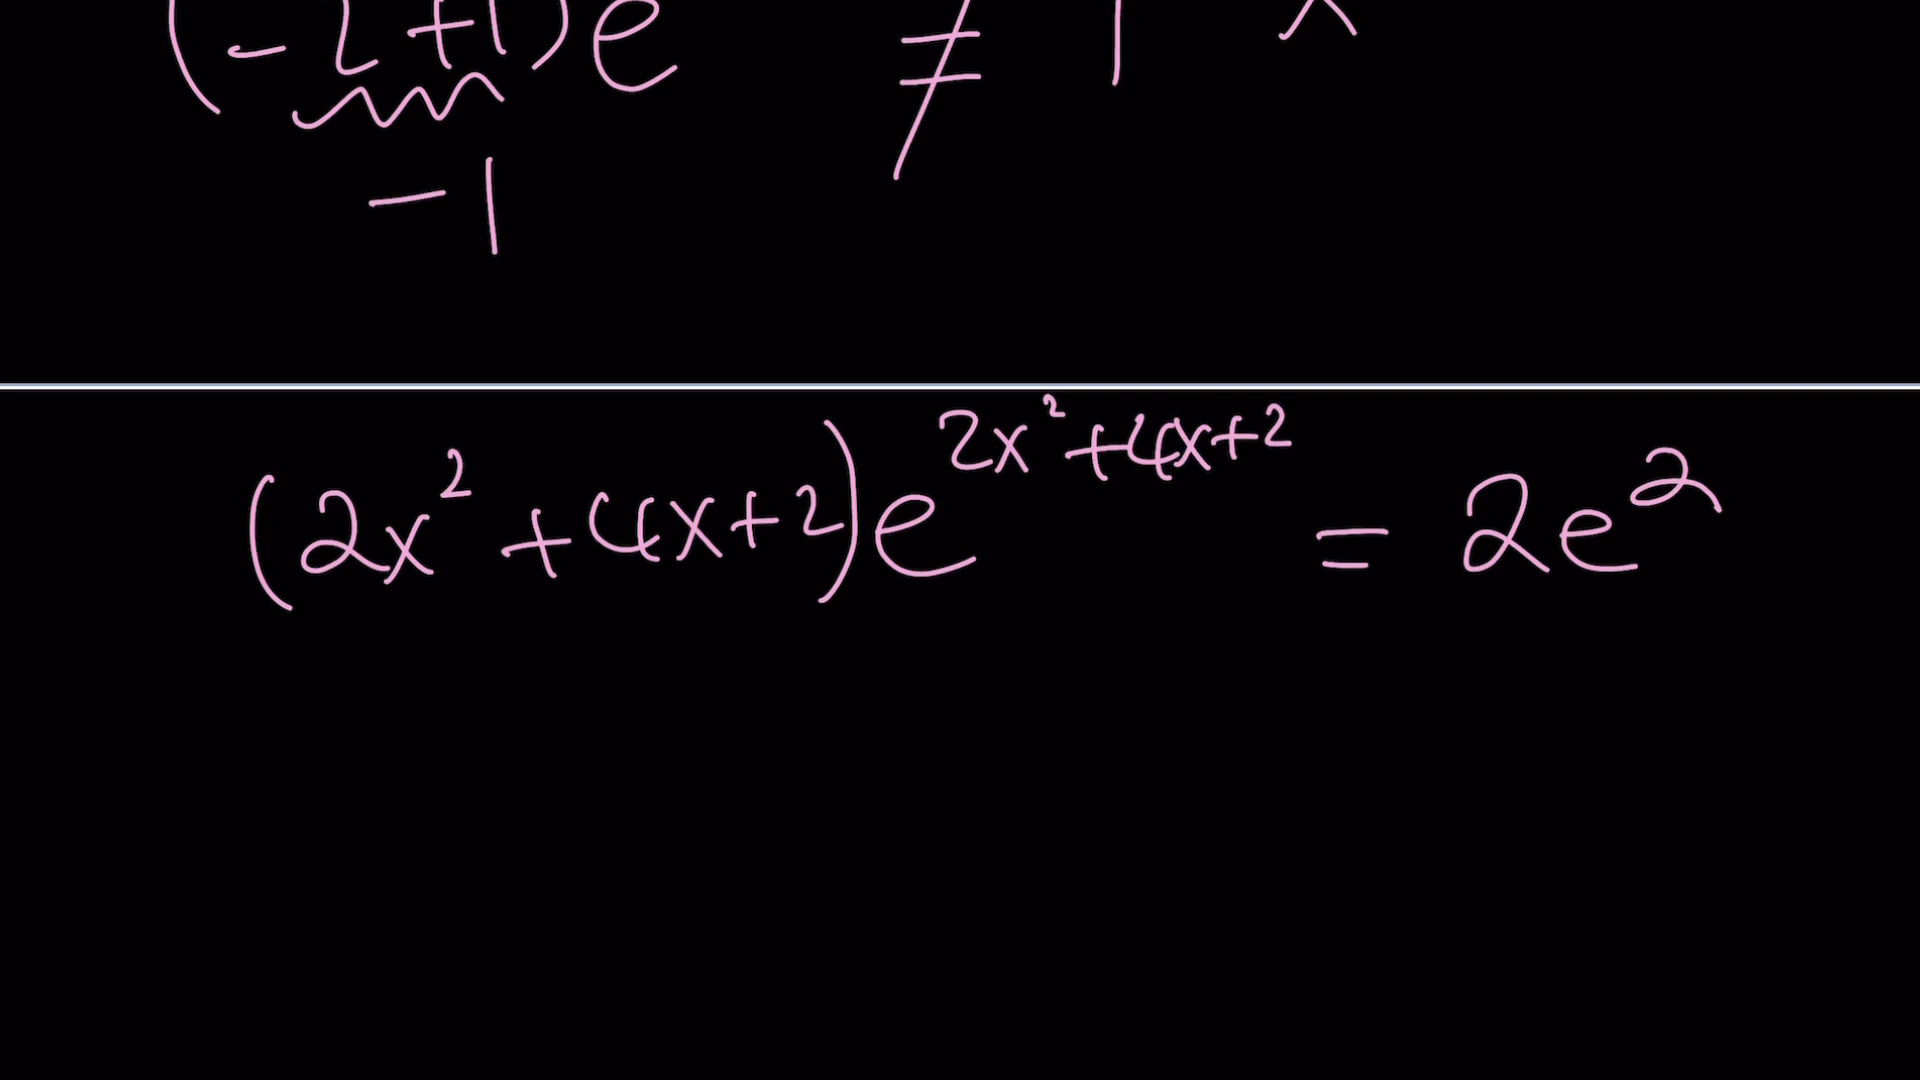 (-2+1)e ≠ 1 x
-1
(2x²+4x+2)e^{2x²+4x+2} = 2e²